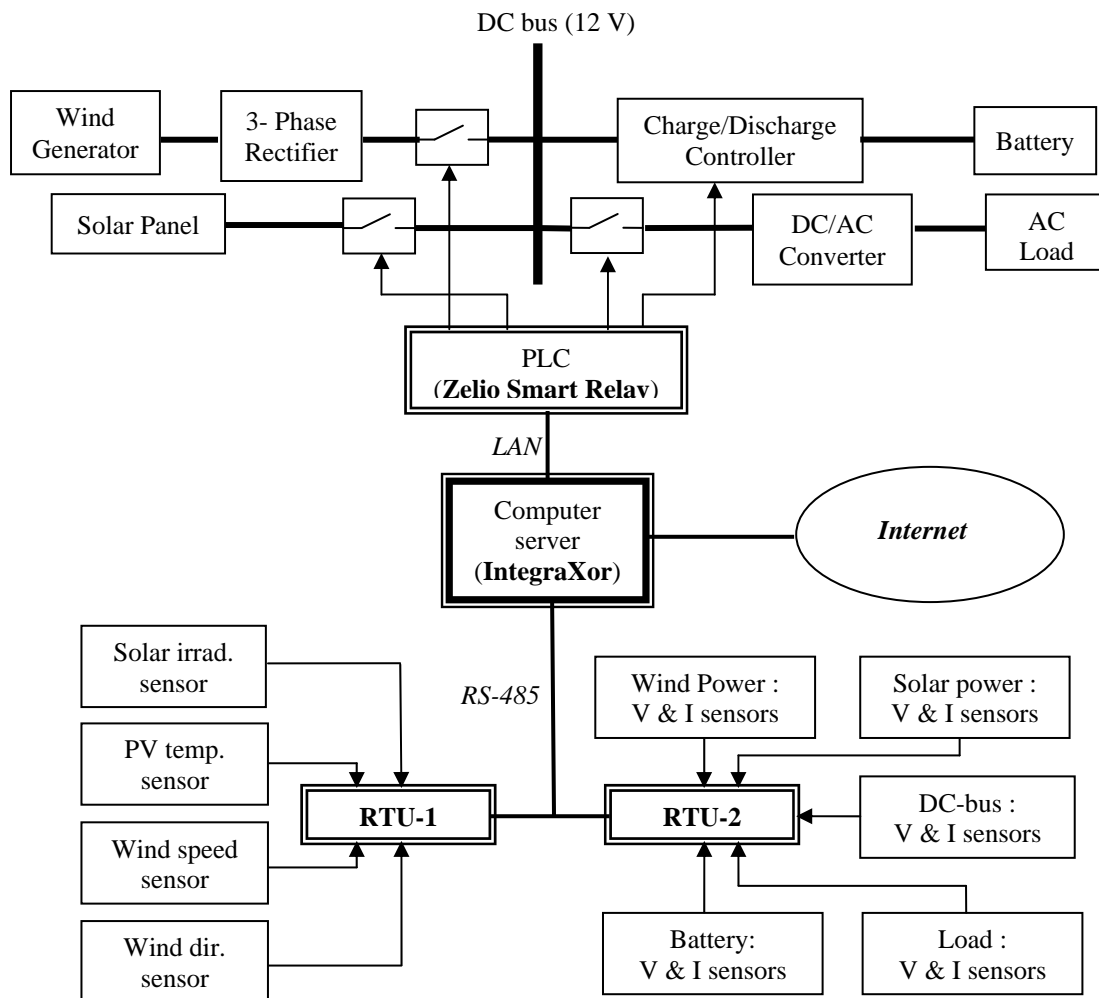 DC bus (12 V)
Wind
Generator
3- Phase
Rectifier
Charge/Discharge
Controller
Battery
Solar Panel
DC/AC
Converter
AC
Load
PLC
(Zelio Smart Relay)
LAN
Computer
server
(IntegraXor)
Internet
Solar irrad.
sensor
RS-485
Wind Power :
V & I sensors
Solar power :
V & I sensors
PV temp.
sensor
RTU-1
RTU-2
DC-bus :
V & I sensors
Wind speed
sensor
Wind dir.
sensor
Battery:
V & I sensors
Load :
V & I sensors